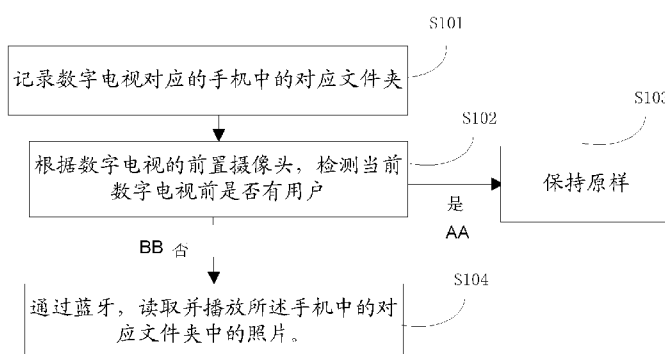 S101
记录数字电视对应的手机中的对应文件夹
S102
S103
根据数字电视的前置摄像头，检测当前
数字电视前是否有用户
保持原样
是
AA
BB 否
S104
通过蓝牙，读取并播放所述手机中的对
应文件夹中的照片。